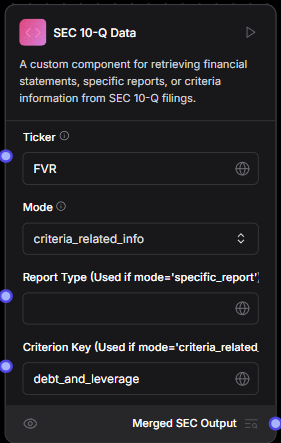 SEC 10-Q Data
A custom component for retrieving financial
statements, specific reports, or criteria
information from SEC 10-Q filings.
Ticker
FVR
Mode
criteria_related_info
Report Type (Used if mode='specific_report')
Criterion Key (Used if mode='criteria_related_
debt_and_leverage
Merged SEC Output